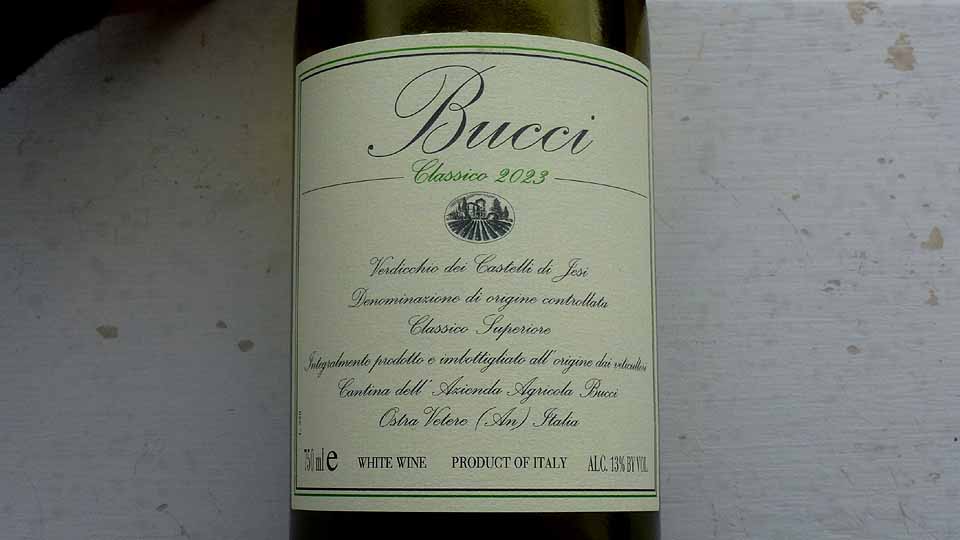 Bucci
Classico 2023
Verdicchio dei Castelli di Jesi
Denominazione di origine controllata
Classico Superiore
Integralmente prodotto e imbottigliato all'origine dai viticultori
Cantina dell'Azienda Agricola Bucci
Ostra Vetere (An) Italia
750 ml e WHITE WINE PRODUCT OF ITALY ALC. 13% BY VOL.